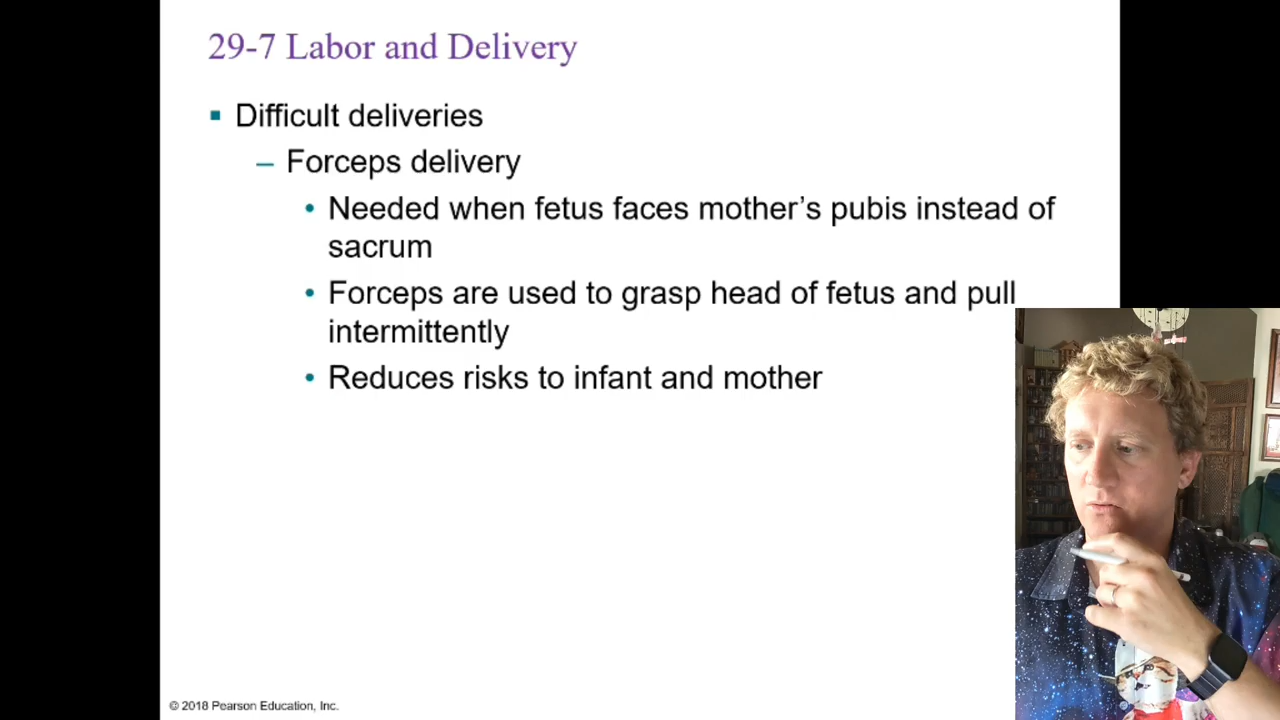 29-7 Labor and Delivery
▪ Difficult deliveries
– Forceps delivery
• Needed when fetus faces mother's pubis instead of
sacrum
• Forceps are used to grasp head of fetus and pull
intermittently
• Reduces risks to infant and mother
© 2018 Pearson Education, Inc.